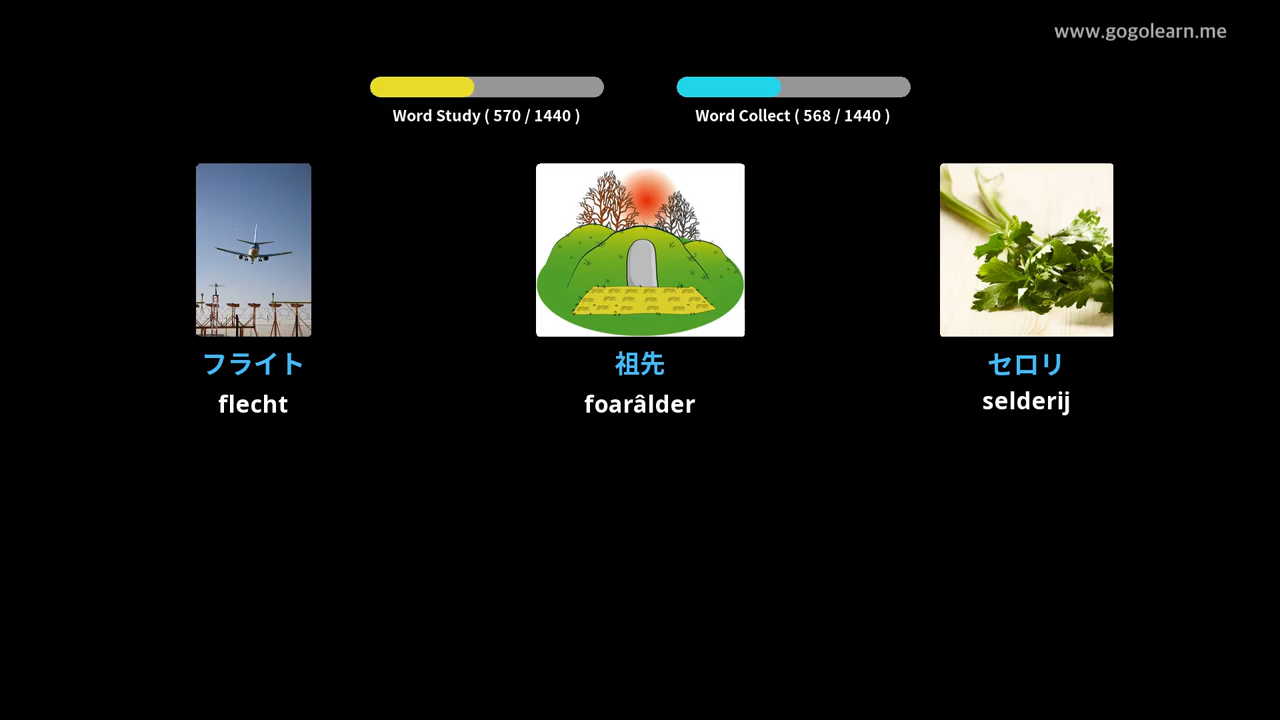 www.gogolearn.me
Word Study ( 570 / 1440 )
Word Collect ( 568 / 1440 )
フライト
祖先
セロリ
flecht
foarâlder
selderij